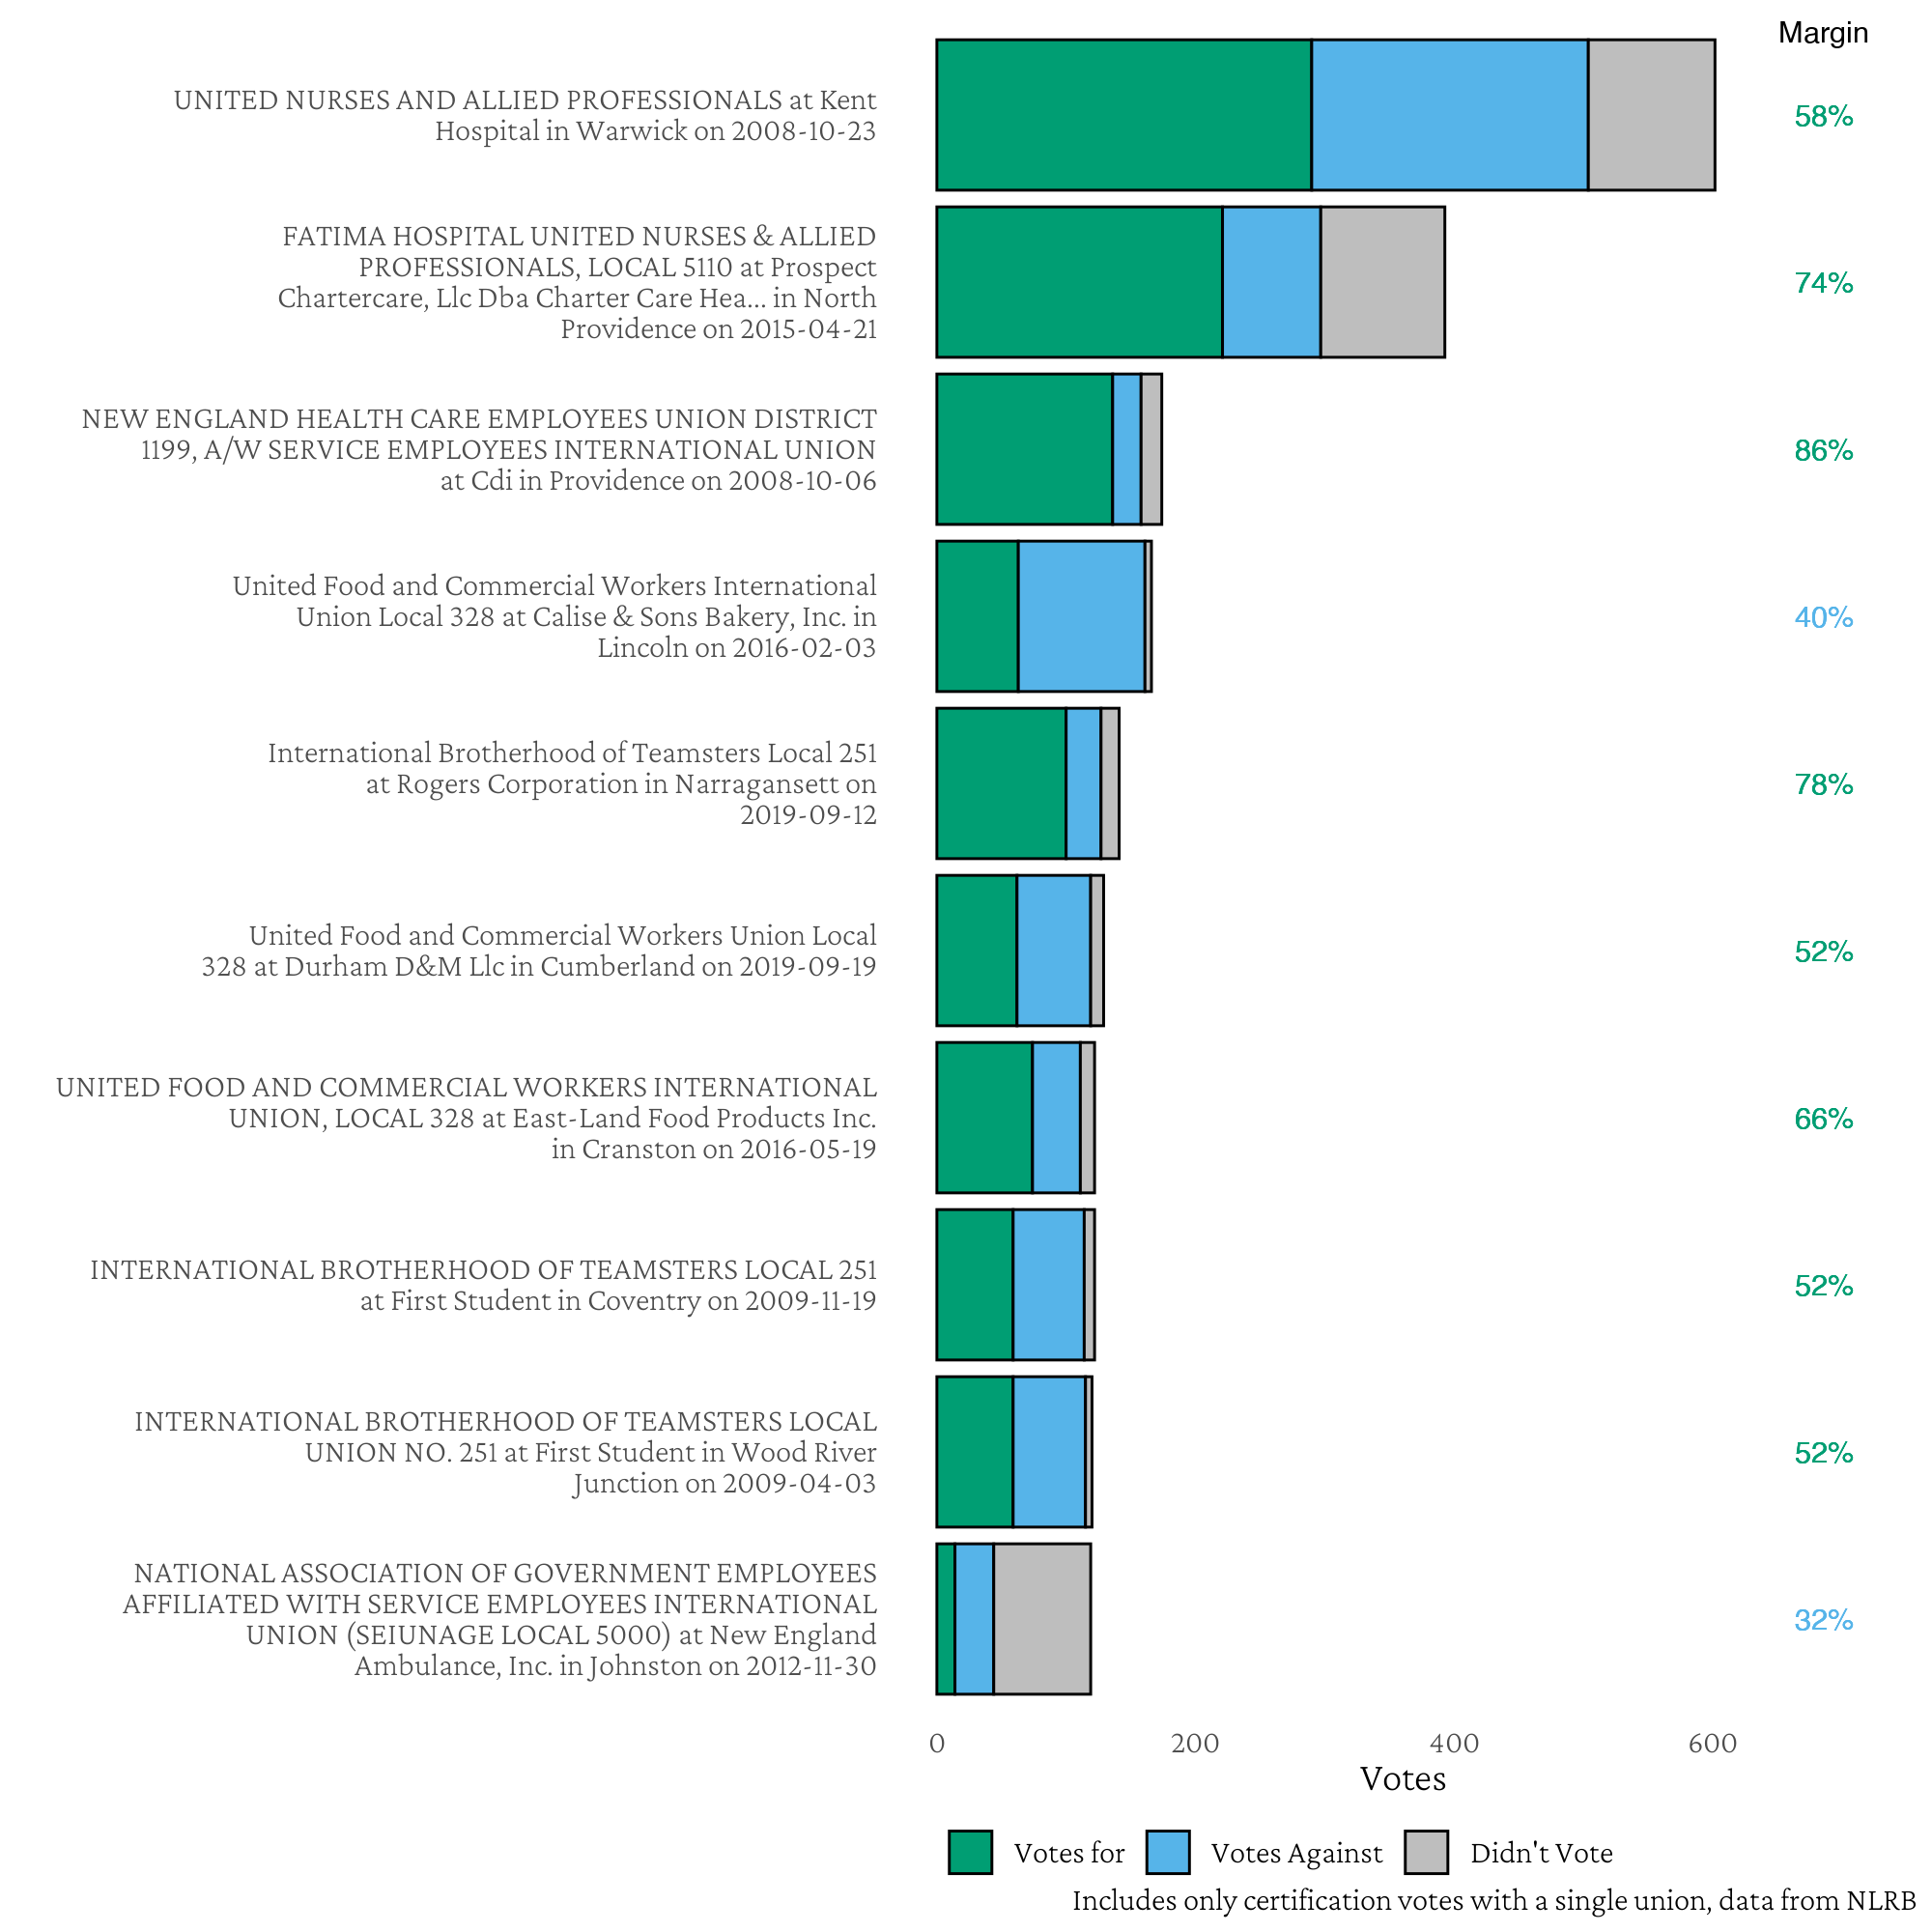 Margin
UNITED NURSES AND ALLIED PROFESSIONALS at Kent
Hospital in Warwick on 2008-10-23
58%
FATIMA HOSPITAL UNITED NURSES & ALLIED
PROFESSIONALS, LOCAL 5110 at Prospect
Chartercare, Llc Dba Charter Care Hea... in North
Providence on 2015-04-21
74%
NEW ENGLAND HEALTH CARE EMPLOYEES UNION DISTRICT
1199, A/W SERVICE EMPLOYEES INTERNATIONAL UNION
at Cdi in Providence on 2008-10-06
86%
United Food and Commercial Workers International
Union Local 328 at Calise & Sons Bakery, Inc. in
Lincoln on 2016-02-03
40%
International Brotherhood of Teamsters Local 251
at Rogers Corporation in Narragansett on
2019-09-12
78%
United Food and Commercial Workers Union Local
328 at Durham D&M Llc in Cumberland on 2019-09-19
52%
UNITED FOOD AND COMMERCIAL WORKERS INTERNATIONAL
UNION, LOCAL 328 at East-Land Food Products Inc.
in Cranston on 2016-05-19
66%
INTERNATIONAL BROTHERHOOD OF TEAMSTERS LOCAL 251
at First Student in Coventry on 2009-11-19
52%
INTERNATIONAL BROTHERHOOD OF TEAMSTERS LOCAL
UNION NO. 251 at First Student in Wood River
Junction on 2009-04-03
52%
NATIONAL ASSOCIATION OF GOVERNMENT EMPLOYEES
AFFILIATED WITH SERVICE EMPLOYEES INTERNATIONAL
UNION (SEIUNAGE LOCAL 5000) at New England
Ambulance, Inc. in Johnston on 2012-11-30
32%
0 200 400 600
Votes
Votes for Votes Against Didn't Vote
Includes only certification votes with a single union, data from NLRB